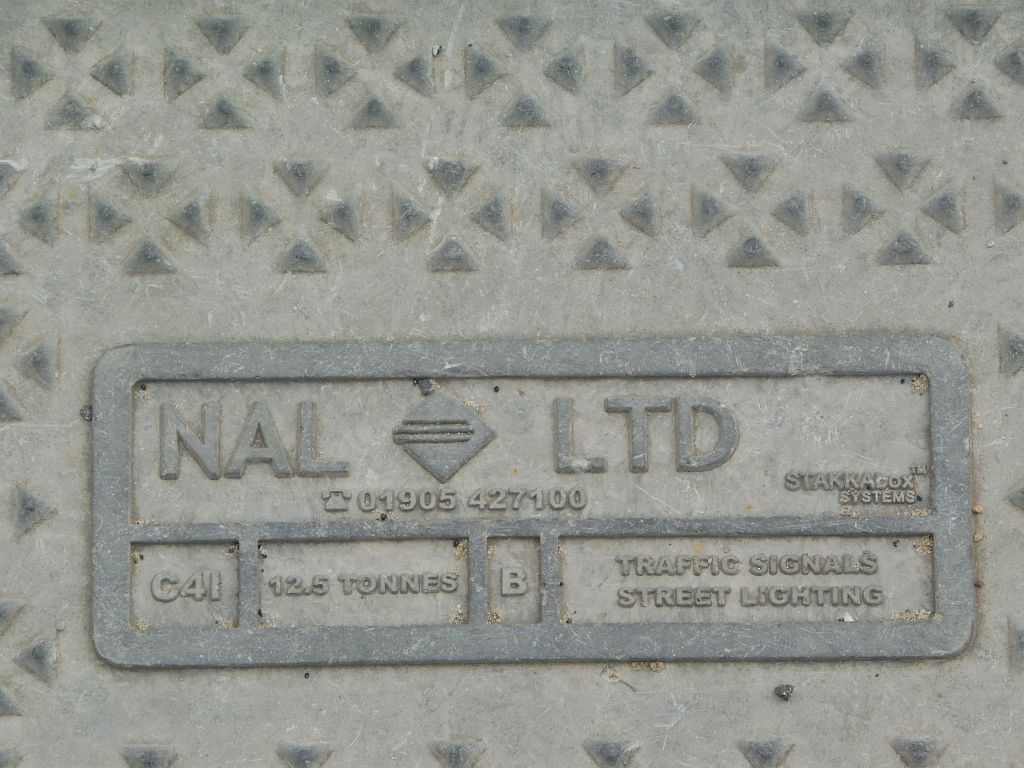 NAL LTD
☎ 01905 427100
STAKKABOX™
SYSTEMS
C4I 12.5 TONNES B
TRAFFIC SIGNALS
STREET LIGHTING